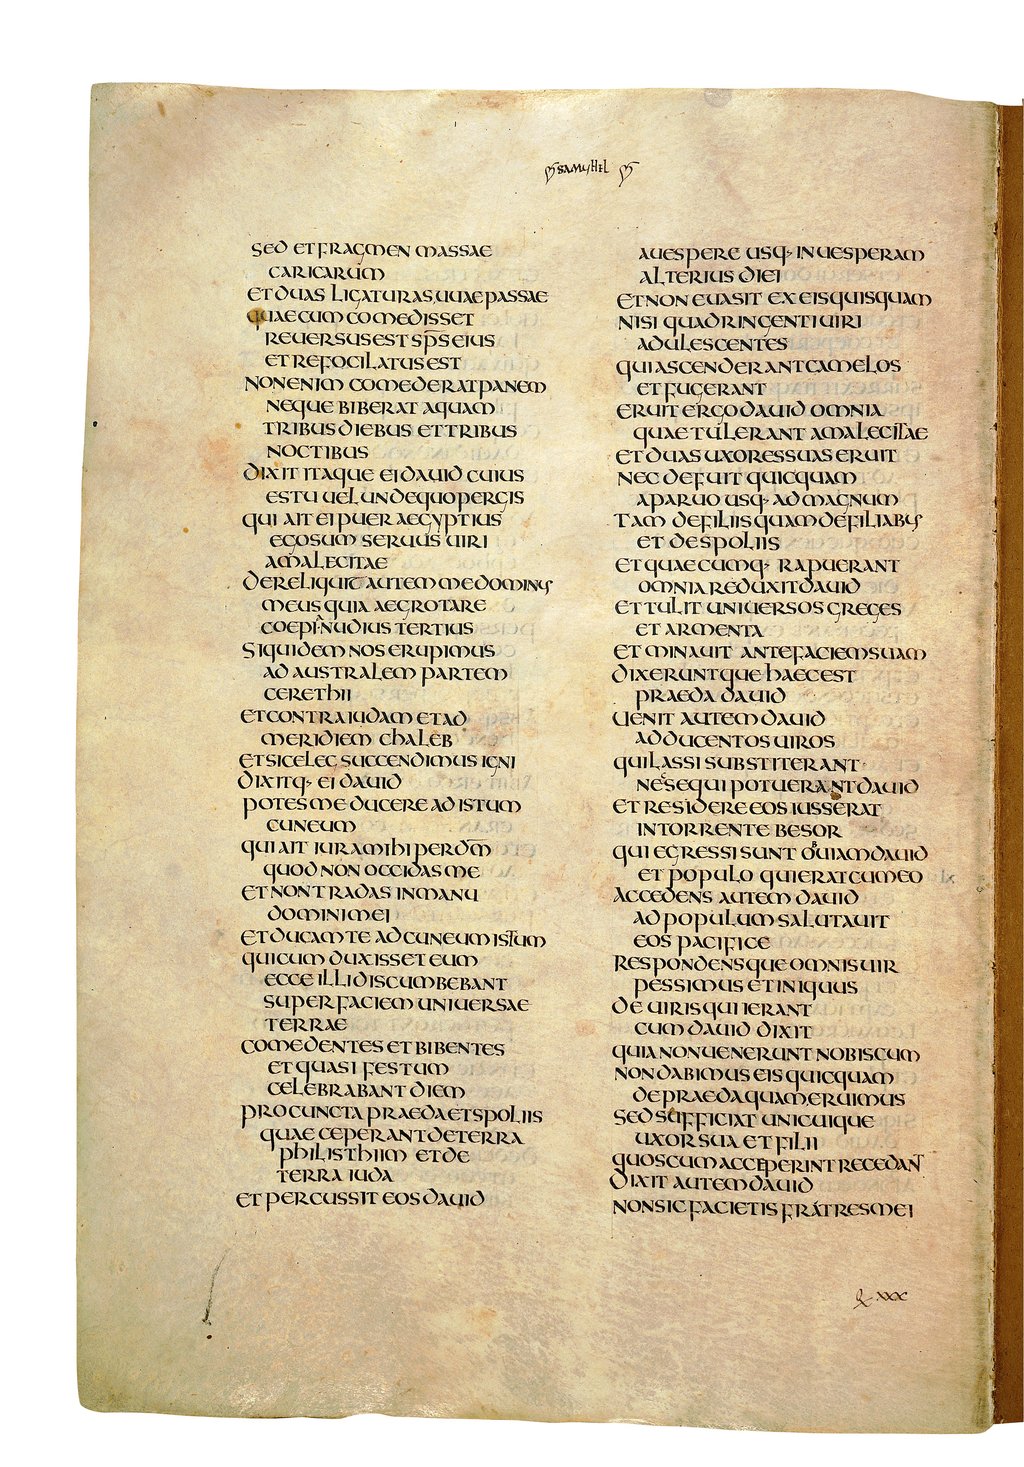 SAMUHEL
SED ET FRAGMEN MASSAE
CARICARUM
ET DUAS LIGATURAS UUAE PASSAE
QUAE CUM COMEDISSET
REUERSUS EST SP̅S EIUS
ET REFOCILATUS EST
NON ENIM COMEDERAT PANEM
NEQUE BIBERAT AQUAM
TRIBUS DIEBUS ET TRIBUS
NOCTIBUS
DIXIT ITAQUE EI DAUID CUIUS
ES TU UEL UNDE QUO PERGIS
QUI AIT EI PUER AEGYPTIUS
EGO SUM SERUUS UIRI
AMALECITAE
DERELIQUIT AUTEM ME DOMINUS
MEUS QUIA AEGROTARE
COEPI NUDIUS TERTIUS
SIQUIDEM NOS ERUPIMUS
AD AUSTRALEM PARTEM
CERETHII
ET CONTRA IUDAM ET AD
MERIDIEM CHALEB
ET SICELEG SUCCENDIMUS IGNI
DIXITQ· EI DAUID
POTES ME DUCERE AD ISTUM
CUNEUM
QUI AIT IURA MIHI PER D̅M
QUOD NON OCCIDAS ME
ET NON TRADAS IN MANU
DOMINI MEI
ET DUCAM TE AD CUNEUM ISTUM
QUI CUM DUXISSET EUM
ECCE ILLI DISCUMBEBANT
SUPER FACIEM UNIUERSAE
TERRAE
COMEDENTES ET BIBENTES
ET QUASI FESTUM
CELEBRABANT DIEM
PRO CUNCTA PRAEDA ET SPOLIIS
QUAE CEPERANT DE TERRA
PHILISTHIIM ET DE
TERRA IUDA
ET PERCUSSIT EOS DAUID
A UESPERE USQ· IN UESPERAM
ALTERIUS DIEI
ET NON EUASIT EX EIS QUISQUAM
NISI QUADRINGENTI UIRI
ADULESCENTES
QUI ASCENDERANT CAMELOS
ET FUGERANT
ERUIT ERGO DAUID OMNIA
QUAE TULERANT AMALECITAE
ET DUAS UXORES SUAS ERUIT
NEC DEFUIT QUICQUAM
A PARUO USQ· AD MAGNUM
TAM DE FILIIS QUAM DE FILIABUS
ET DE SPOLIIS
ET QUAECUMQ· RAPUERANT
OMNIA REDUXIT DAUID
ET TULIT UNIUERSOS GREGES
ET ARMENTA
ET MINAUIT ANTE FACIEM SUAM
DIXERUNTQUE HAEC EST
PRAEDA DAUID
UENIT AUTEM DAUID
AD DUCENTOS UIROS
QUI LASSI SUBSTITERANT
NE SEQUI POTUERANT DAUID
ET RESIDERE EOS IUSSERAT
IN TORRENTE BESOR
QUI EGRESSI SUNT OBUIAM DAUID
ET POPULO QUI ERAT CUM EO
ACCEDENS AUTEM DAUID
AD POPULUM SALUTAUIT
EOS PACIFICE
RESPONDENSQUE OMNIS UIR
PESSIMUS ET INIQUUS
DE UIRIS QUI IERANT
CUM DAUID DIXIT
QUIA NON UENERUNT NOBISCUM
NON DABIMUS EIS QUICQUAM
DE PRAEDA QUAM ERUIMUS
SED SUFFICIAT UNICUIQUE
UXOR SUA ET FILII
QUOS CUM ACCEPERINT RECEDANT
DIXIT AUTEM DAUID
NON SIC FACIETIS FRATRES MEI
XXX